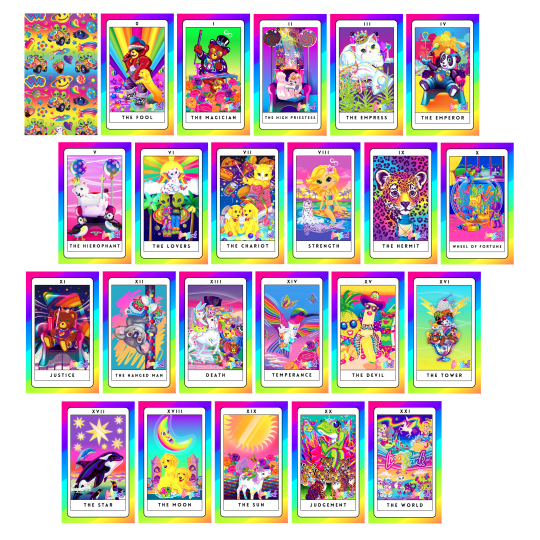 0
THE FOOL
I
THE MAGICIAN
II
THE HIGH PRIESTESS
III
THE EMPRESS
IV
THE EMPEROR
V
THE HIEROPHANT
VI
THE LOVERS
VII
THE CHARIOT
VIII
STRENGTH
IX
THE HERMIT
X
WHEEL OF FORTUNE
XI
JUSTICE
XII
THE HANGED MAN
XIII
DEATH
XIV
TEMPERANCE
XV
THE DEVIL
XVI
THE TOWER
XVII
THE STAR
XVIII
THE MOON
XIX
THE SUN
XX
JUDGEMENT
XXI
THE WORLD